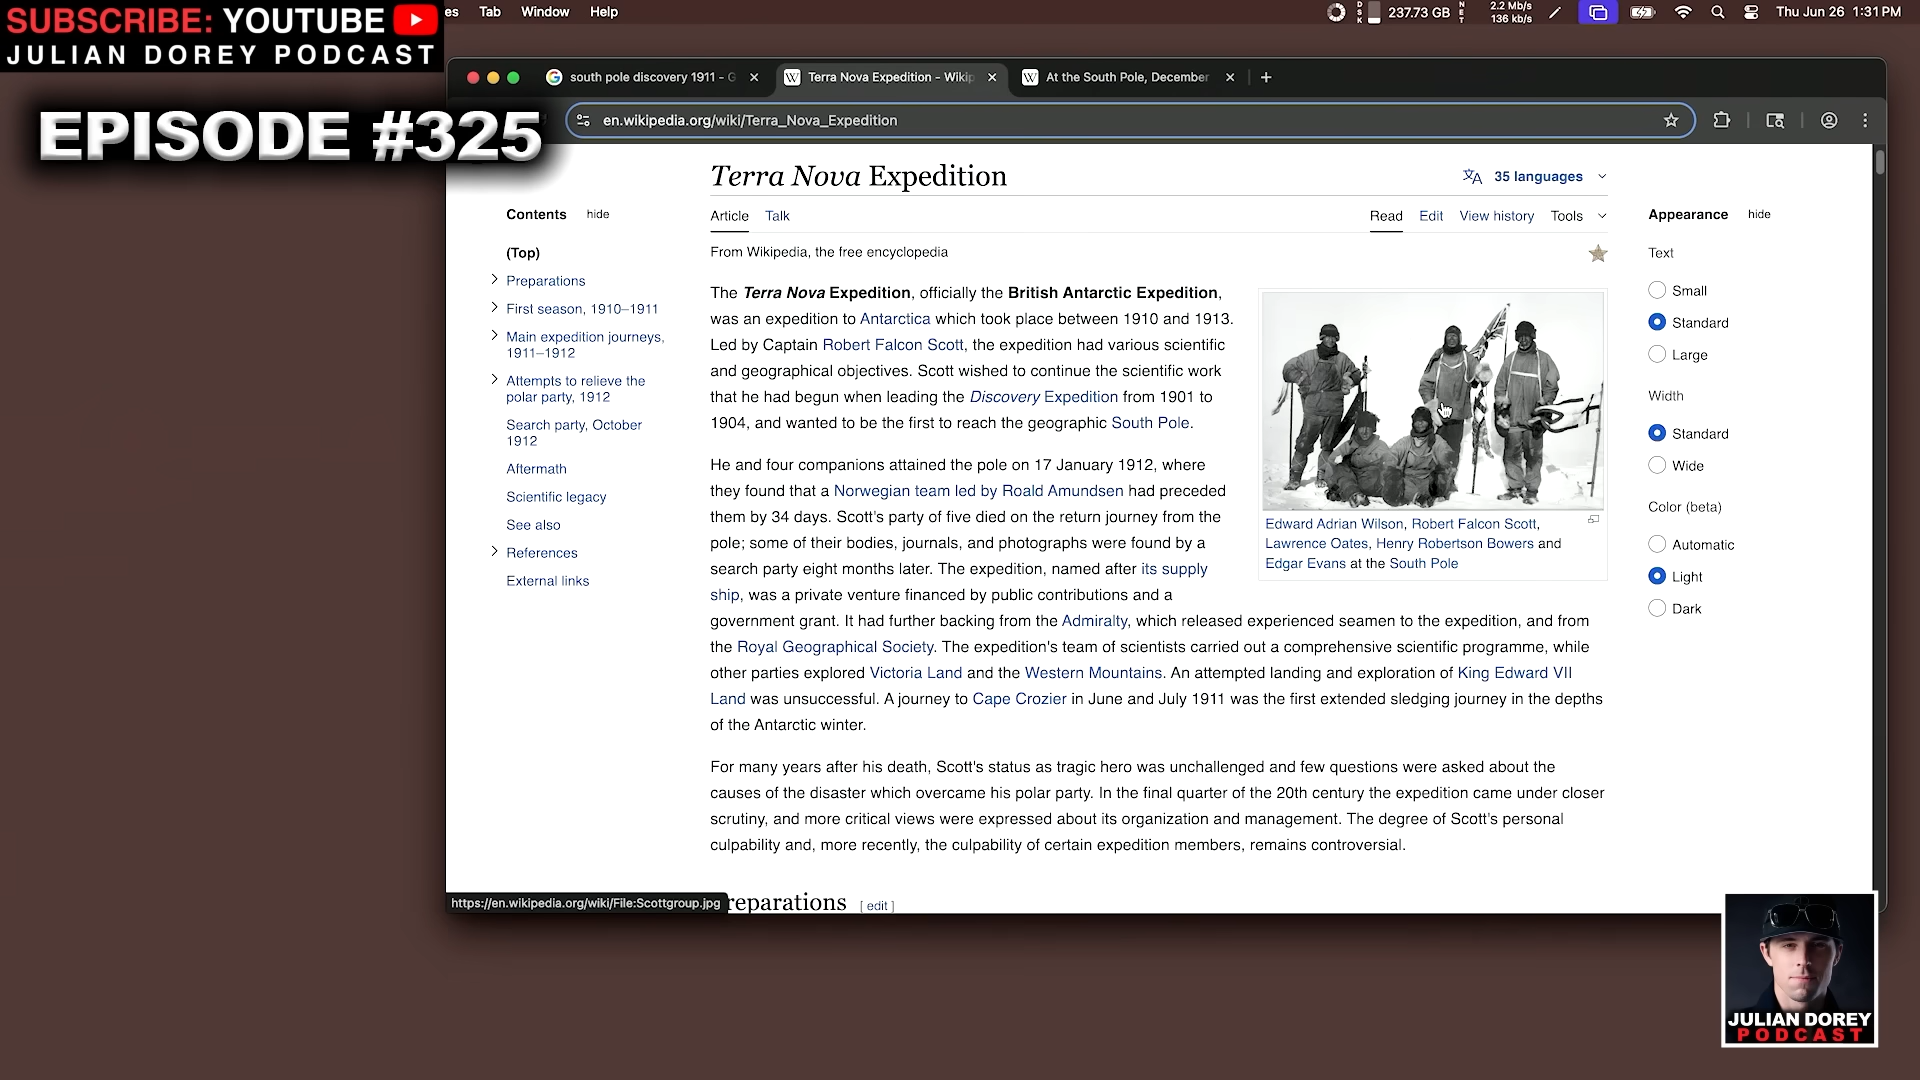 SUBSCRIBE: YOUTUBE
JULIAN DOREY PODCAST
es Tab Window Help
DSK 237.73 GB NET 2.2 Mb/s 136 kb/s Thu Jun 26 1:31 PM
south pole discovery 1911 - G
Terra Nova Expedition - Wikip
At the South Pole, December
EPISODE #325
en.wikipedia.org/wiki/Terra_Nova_Expedition
Terra Nova Expedition
35 languages
Contents hide
Article Talk
Read Edit View history Tools
Appearance hide
(Top)
Preparations
First season, 1910–1911
Main expedition journeys,
1911–1912
Attempts to relieve the
polar party, 1912
Search party, October
1912
Aftermath
Scientific legacy
See also
References
External links
From Wikipedia, the free encyclopedia
The Terra Nova Expedition, officially the British Antarctic Expedition,
was an expedition to Antarctica which took place between 1910 and 1913.
Led by Captain Robert Falcon Scott, the expedition had various scientific
and geographical objectives. Scott wished to continue the scientific work
that he had begun when leading the Discovery Expedition from 1901 to
1904, and wanted to be the first to reach the geographic South Pole.
He and four companions attained the pole on 17 January 1912, where
they found that a Norwegian team led by Roald Amundsen had preceded
them by 34 days. Scott's party of five died on the return journey from the
pole; some of their bodies, journals, and photographs were found by a
search party eight months later. The expedition, named after its supply
ship, was a private venture financed by public contributions and a
government grant. It had further backing from the Admiralty, which released experienced seamen to the expedition, and from
the Royal Geographical Society. The expedition's team of scientists carried out a comprehensive scientific programme, while
other parties explored Victoria Land and the Western Mountains. An attempted landing and exploration of King Edward VII
Land was unsuccessful. A journey to Cape Crozier in June and July 1911 was the first extended sledging journey in the depths
of the Antarctic winter.
For many years after his death, Scott's status as tragic hero was unchallenged and few questions were asked about the
causes of the disaster which overcame his polar party. In the final quarter of the 20th century the expedition came under closer
scrutiny, and more critical views were expressed about its organization and management. The degree of Scott's personal
culpability and, more recently, the culpability of certain expedition members, remains controversial.
reparations [ edit ]
Edward Adrian Wilson, Robert Falcon Scott,
Lawrence Oates, Henry Robertson Bowers and
Edgar Evans at the South Pole
Text
Small
Standard
Large
Width
Standard
Wide
Color (beta)
Automatic
Light
Dark
https://en.wikipedia.org/wiki/File:Scottgroup.jpg
JULIAN DOREY
PODCAST